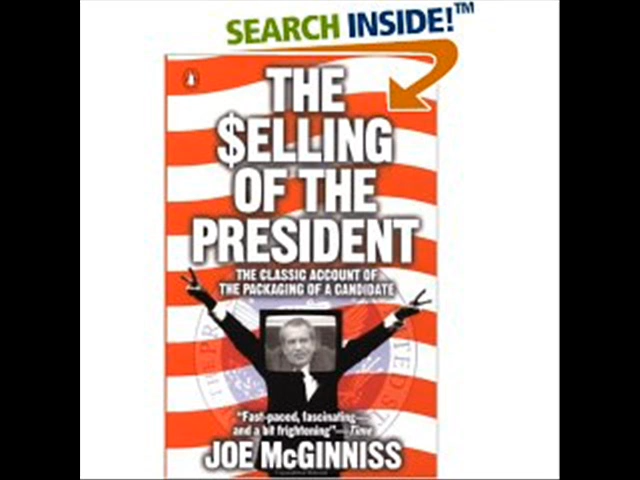 SEARCH INSIDE!™
THE
$ELLING
OF THE
PRESIDENT
THE CLASSIC ACCOUNT OF
THE PACKAGING OF A CANDIDATE
"Fast-paced, fascinating—
and a bit frightening"—Time
JOE McGINNISS